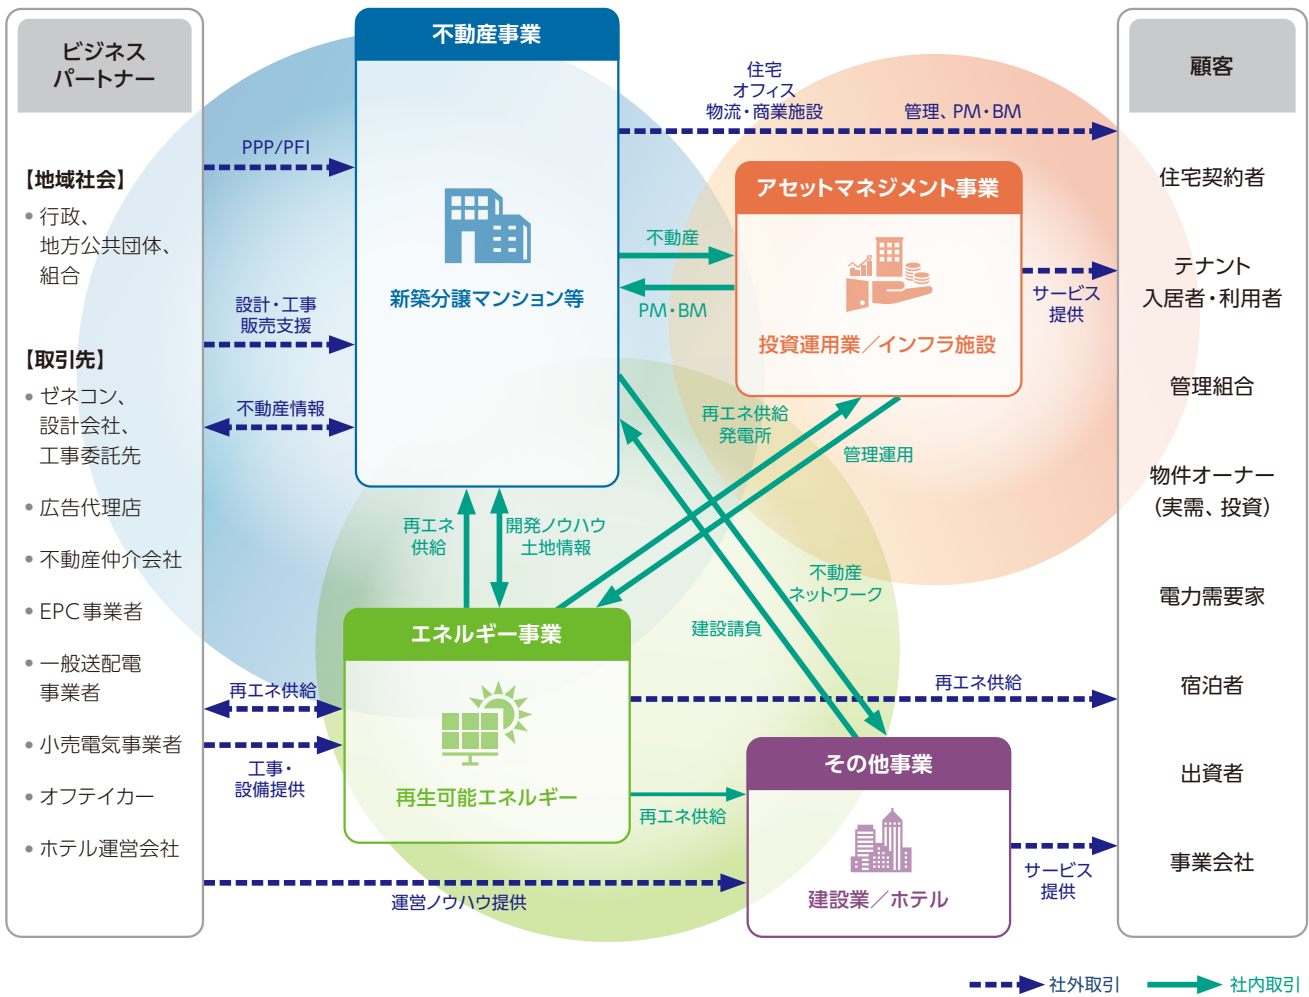 ビジネス
パートナー
【地域社会】
• 行政、
地方公共団体、
組合
【取引先】
• ゼネコン、
設計会社、
工事委託先
• 広告代理店
• 不動産仲介会社
• EPC事業者
• 一般送配電
事業者
• 小売電気事業者
• オフテイカー
• ホテル運営会社
PPP/PFI
設計・工事
販売支援
不動産情報
再エネ供給
工事・
設備提供
運営ノウハウ提供
不動産事業
新築分譲マンション等
住宅
オフィス
物流・商業施設
管理、PM・BM
不動産
PM・BM
アセットマネジメント事業
投資運用業／インフラ施設
サービス
提供
再エネ供給
発電所
管理運用
再エネ
供給
開発ノウハウ
土地情報
不動産
ネットワーク
建設請負
エネルギー事業
再生可能エネルギー
再エネ供給
再エネ供給
その他事業
建設業／ホテル
サービス
提供
顧客
住宅契約者
テナント
入居者・利用者
管理組合
物件オーナー
（実需、投資）
電力需要家
宿泊者
出資者
事業会社
社外取引
社内取引